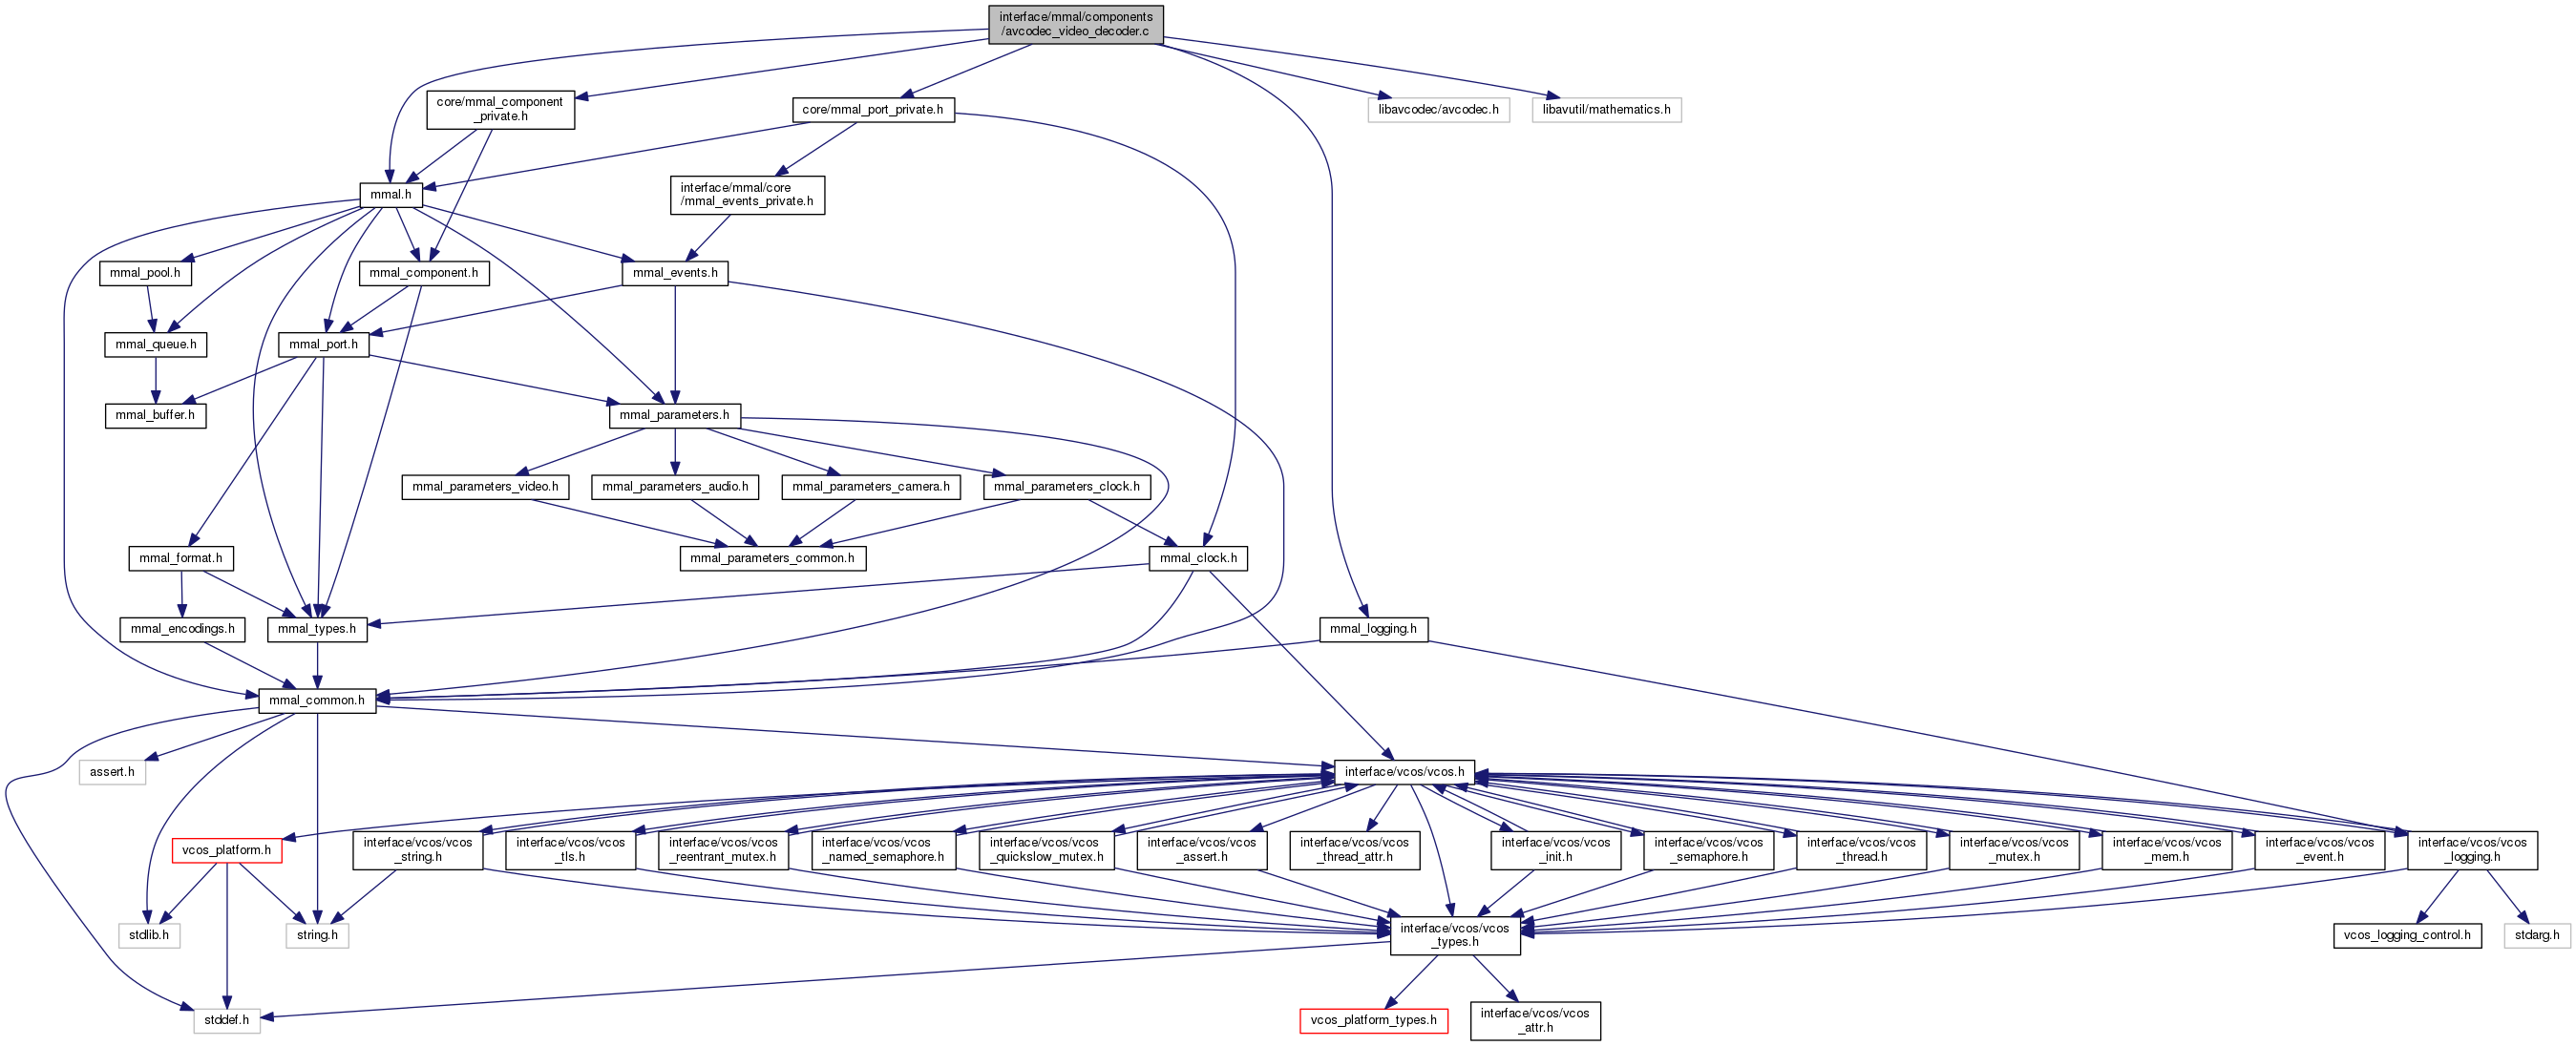 interface/mmal/components
/avcodec_video_decoder.c
core/mmal_component
_private.h
core/mmal_port_private.h
libavcodec/avcodec.h
libavutil/mathematics.h
mmal.h
interface/mmal/core
/mmal_events_private.h
mmal_pool.h
mmal_component.h
mmal_events.h
mmal_queue.h
mmal_port.h
mmal_buffer.h
mmal_parameters.h
mmal_parameters_video.h
mmal_parameters_audio.h
mmal_parameters_camera.h
mmal_parameters_clock.h
mmal_format.h
mmal_parameters_common.h
mmal_clock.h
mmal_encodings.h
mmal_types.h
mmal_logging.h
mmal_common.h
assert.h
interface/vcos/vcos.h
vcos_platform.h
interface/vcos/vcos
_string.h
interface/vcos/vcos
_tls.h
interface/vcos/vcos
_reentrant_mutex.h
interface/vcos/vcos
_named_semaphore.h
interface/vcos/vcos
_quickslow_mutex.h
interface/vcos/vcos
_assert.h
interface/vcos/vcos
_thread_attr.h
interface/vcos/vcos
_init.h
interface/vcos/vcos
_semaphore.h
interface/vcos/vcos
_thread.h
interface/vcos/vcos
_mutex.h
interface/vcos/vcos
_mem.h
interface/vcos/vcos
_event.h
interface/vcos/vcos
_logging.h
stdlib.h
string.h
interface/vcos/vcos
_types.h
vcos_logging_control.h
stdarg.h
stddef.h
vcos_platform_types.h
interface/vcos/vcos
_attr.h